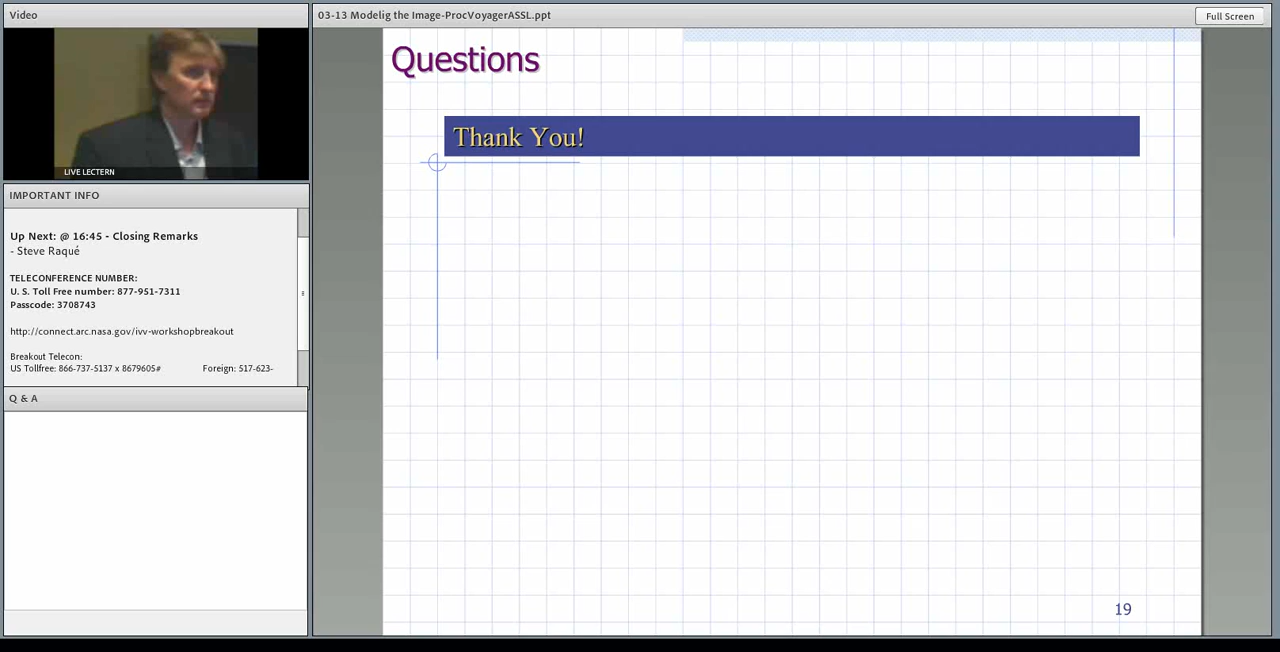 Video
LIVE LECTERN
IMPORTANT INFO
Up Next: @ 16:45 - Closing Remarks
- Steve Raqué
TELECONFERENCE NUMBER:
U. S. Toll Free number: 877-951-7311
Passcode: 3708743
http://connect.arc.nasa.gov/ivv-workshopbreakout
Breakout Telecon:
US Tollfree: 866-737-5137 x 8679605# Foreign: 517-623-
Q & A
03-13 Modelig the Image-ProcVoyagerASSL.ppt
Full Screen
Questions
Thank You!
19